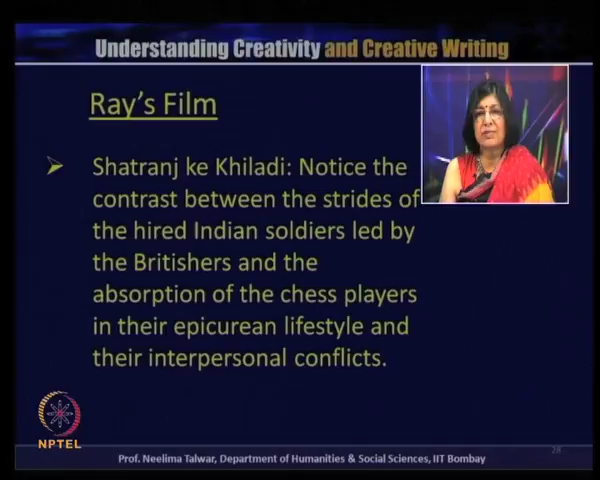 Understanding Creativity and Creative Writing
Ray's Film
Shatranj ke Khiladi: Notice the
contrast between the strides of
the hired Indian soldiers led by
the Britishers and the
absorption of the chess players
in their epicurean lifestyle and
their interpersonal conflicts.
NPTEL
Prof. Neelima Talwar, Department of Humanities & Social Sciences, IIT Bombay
28